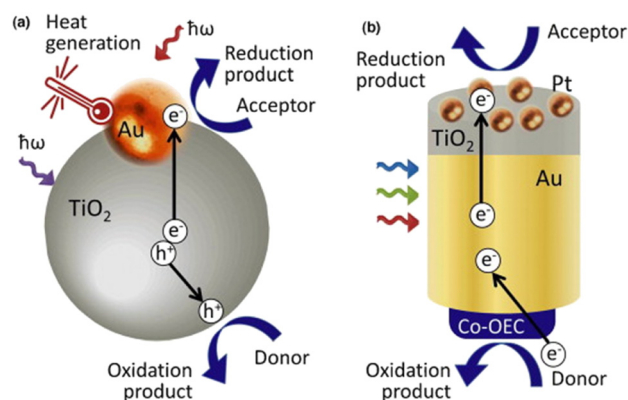 (a)
Heat
generation
ħω
Reduction
product
Acceptor
Au
e-
ħω
TiO2
e-
h+
h+
Donor
Oxidation
product
(b)
Acceptor
Reduction
product
Pt
e-
TiO2
Au
e-
e-
Co-OEC
e-
Donor
Oxidation
product